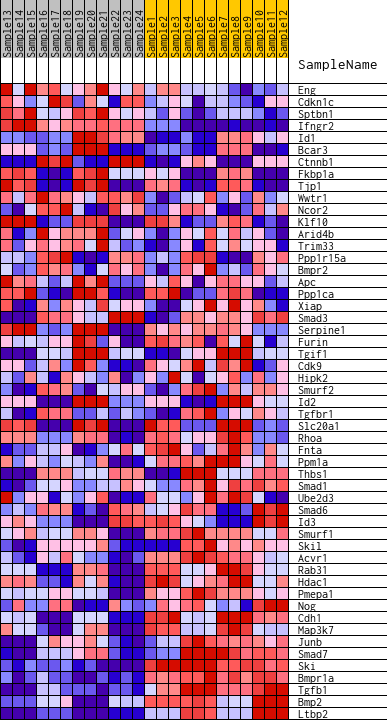 Sample13
Sample14
Sample15
Sample16
Sample17
Sample18
Sample19
Sample20
Sample21
Sample22
Sample23
Sample24
Sample1
Sample2
Sample3
Sample4
Sample5
Sample6
Sample7
Sample8
Sample9
Sample10
Sample11
Sample12
SampleName
Eng
Cdkn1c
Sptbn1
Ifngr2
Id1
Bcar3
Ctnnb1
Fkbp1a
Tjp1
Wwtr1
Ncor2
Klf10
Arid4b
Trim33
Ppp1r15a
Bmpr2
Apc
Ppp1ca
Xiap
Smad3
Serpine1
Furin
Tgif1
Cdk9
Hipk2
Smurf2
Id2
Tgfbr1
Slc20a1
Rhoa
Fnta
Ppm1a
Thbs1
Smad1
Ube2d3
Smad6
Id3
Smurf1
Skil
Acvr1
Rab31
Hdac1
Pmepa1
Nog
Cdh1
Map3k7
Junb
Smad7
Ski
Bmpr1a
Tgfb1
Bmp2
Ltbp2